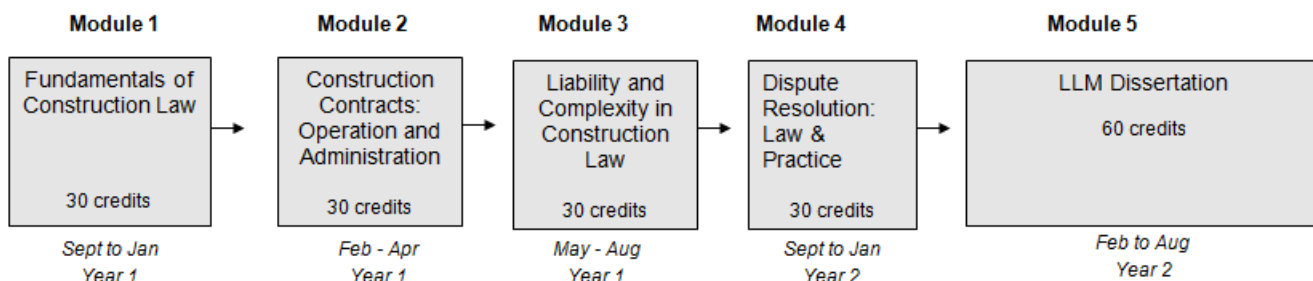 Module 1
Module 2
Module 3
Module 4
Module 5
Fundamentals of
Construction Law
30 credits
Construction
Contracts:
Operation and
Administration
30 credits
Liability and
Complexity in
Construction
Law
30 credits
Dispute
Resolution:
Law &
Practice
30 credits
LLM Dissertation
60 credits
Sept to Jan
Year 1
Feb - Apr
Year 1
May - Aug
Year 1
Sept to Jan
Year 2
Feb to Aug
Year 2